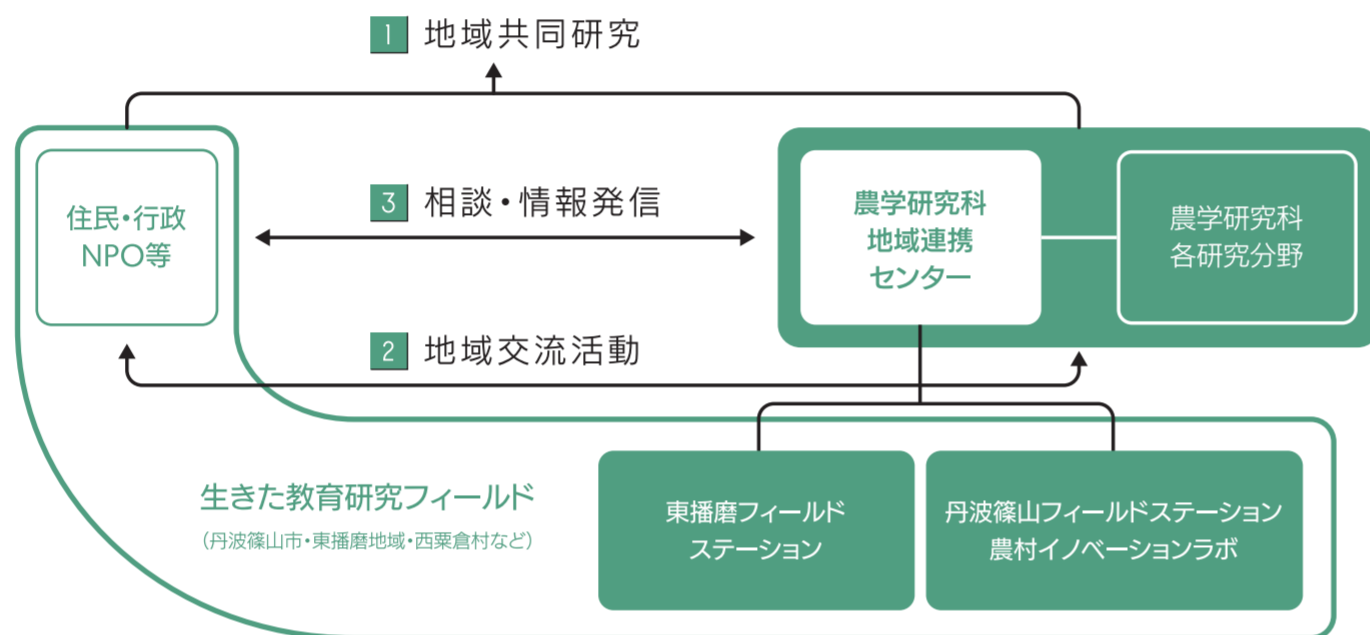 1 地域共同研究
住民・行政
NPO等
3 相談・情報発信
農学研究科
地域連携
センター
農学研究科
各研究分野
2 地域交流活動
生きた教育研究フィールド
(丹波篠山市・東播磨地域・西粟倉村など)
東播磨フィールド
ステーション
丹波篠山フィールドステーション
農村イノベーションラボ